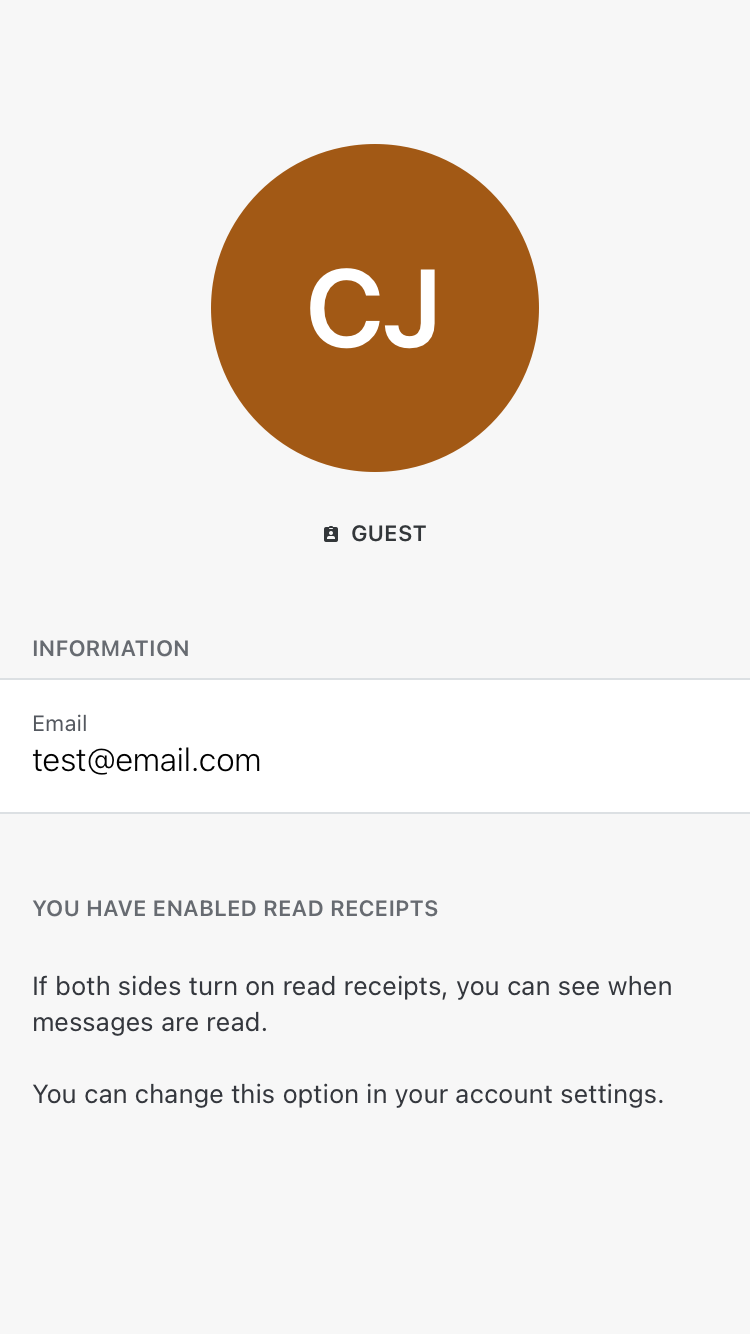 CJ
GUEST
INFORMATION
Email
test@email.com
YOU HAVE ENABLED READ RECEIPTS
If both sides turn on read receipts, you can see when
messages are read.
You can change this option in your account settings.